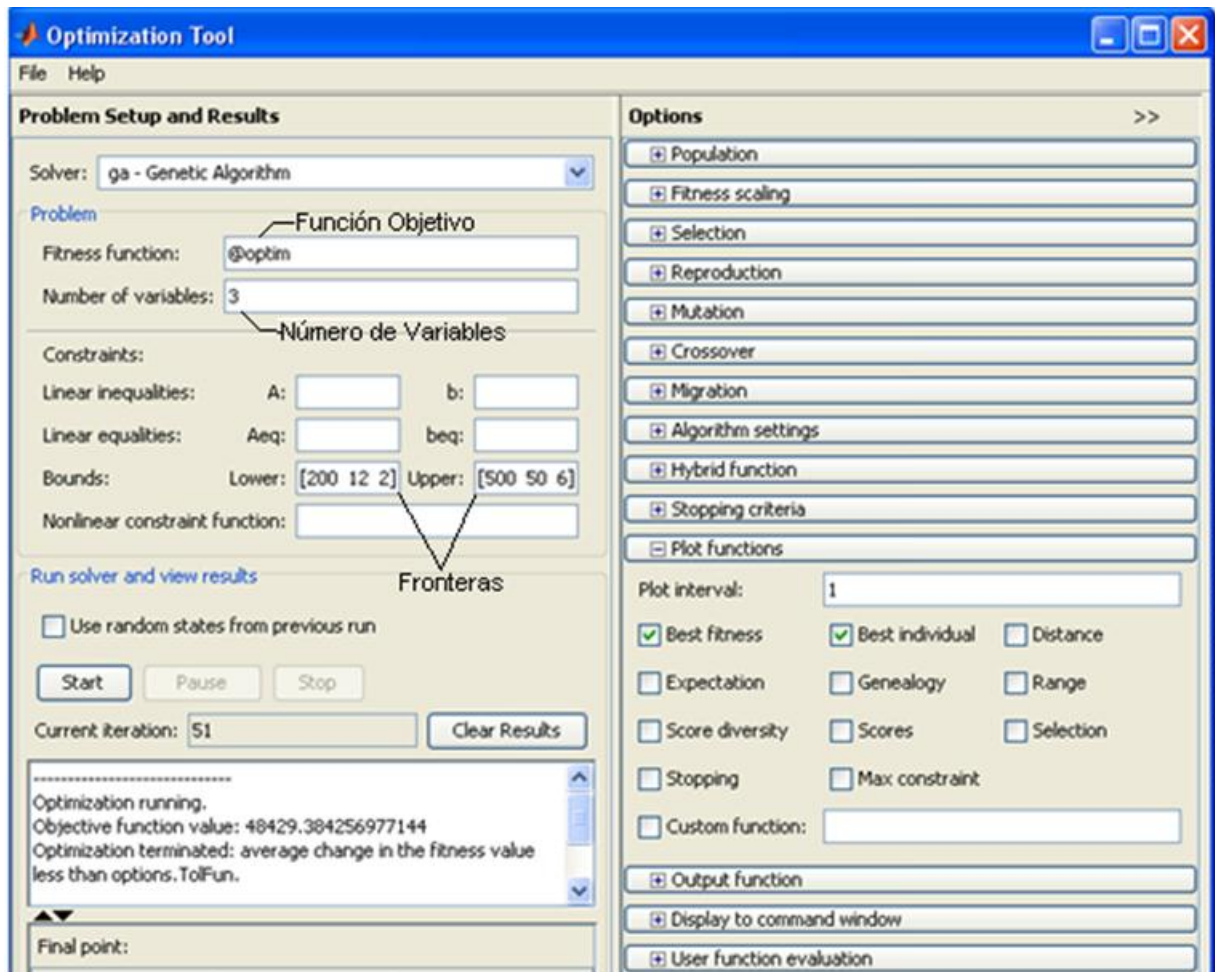 Optimization Tool
File Help
Problem Setup and Results
Solver: ga - Genetic Algorithm
Problem
Función Objetivo
Fitness function: @optim
Number of variables: 3
Número de Variables
Constraints:
Linear inequalities: A: b:
Linear equalities: Aeq: beq:
Bounds: Lower: [200 12 2] Upper: [500 50 6]
Nonlinear constraint function:
Fronteras
Run solver and view results
Use random states from previous run
Start Pause Stop
Current iteration: 51 Clear Results
------------------------------
Optimization running.
Objective function value: 48429.384256977144
Optimization terminated: average change in the fitness value
less than options.TolFun.
Final point:
Options >>
Population
Fitness scaling
Selection
Reproduction
Mutation
Crossover
Migration
Algorithm settings
Hybrid function
Stopping criteria
Plot functions
Plot interval: 1
Best fitness Best individual Distance
Expectation Genealogy Range
Score diversity Scores Selection
Stopping Max constraint
Custom function:
Output function
Display to command window
User function evaluation